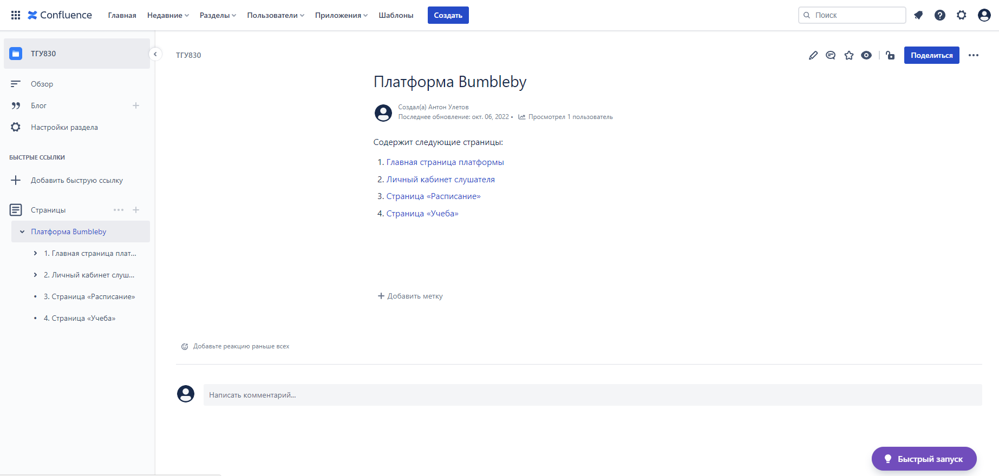 Confluence
Главная
Недавние
Разделы
Пользователи
Приложения
Шаблоны
Создать
Поиск
ТГУ830
Обзор
Блог
Настройки раздела
БЫСТРЫЕ ССЫЛКИ
Добавить быструю ссылку
Страницы
Платформа Bumbleby
1. Главная страница плат...
2. Личный кабинет слуш...
3. Страница «Расписание»
4. Страница «Учеба»
ТГУ830
Поделиться
Платформа Bumbleby
Создал(а) Антон Улетов
Последнее обновление: окт. 06, 2022 • Просмотрел 1 пользователь
Содержит следующие страницы:
1. Главная страница платформы
2. Личный кабинет слушателя
3. Страница «Расписание»
4. Страница «Учеба»
Добавить метку
Добавьте реакцию раньше всех
Написать комментарий...
Быстрый запуск